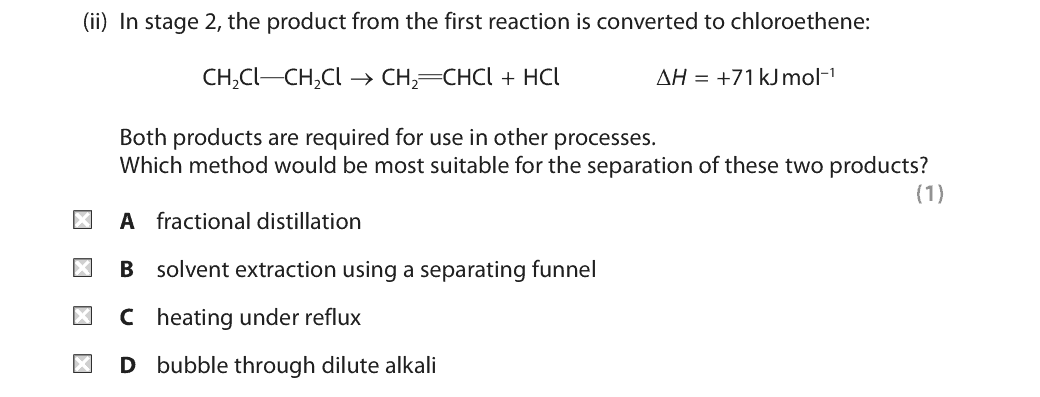 (ii) In stage 2, the product from the first reaction is converted to chloroethene:
CH₂Cl—CH₂Cl → CH₂=CHCl + HCl ΔH = +71 kJ mol⁻¹
Both products are required for use in other processes.
Which method would be most suitable for the separation of these two products?
(1)
A fractional distillation
B solvent extraction using a separating funnel
C heating under reflux
D bubble through dilute alkali